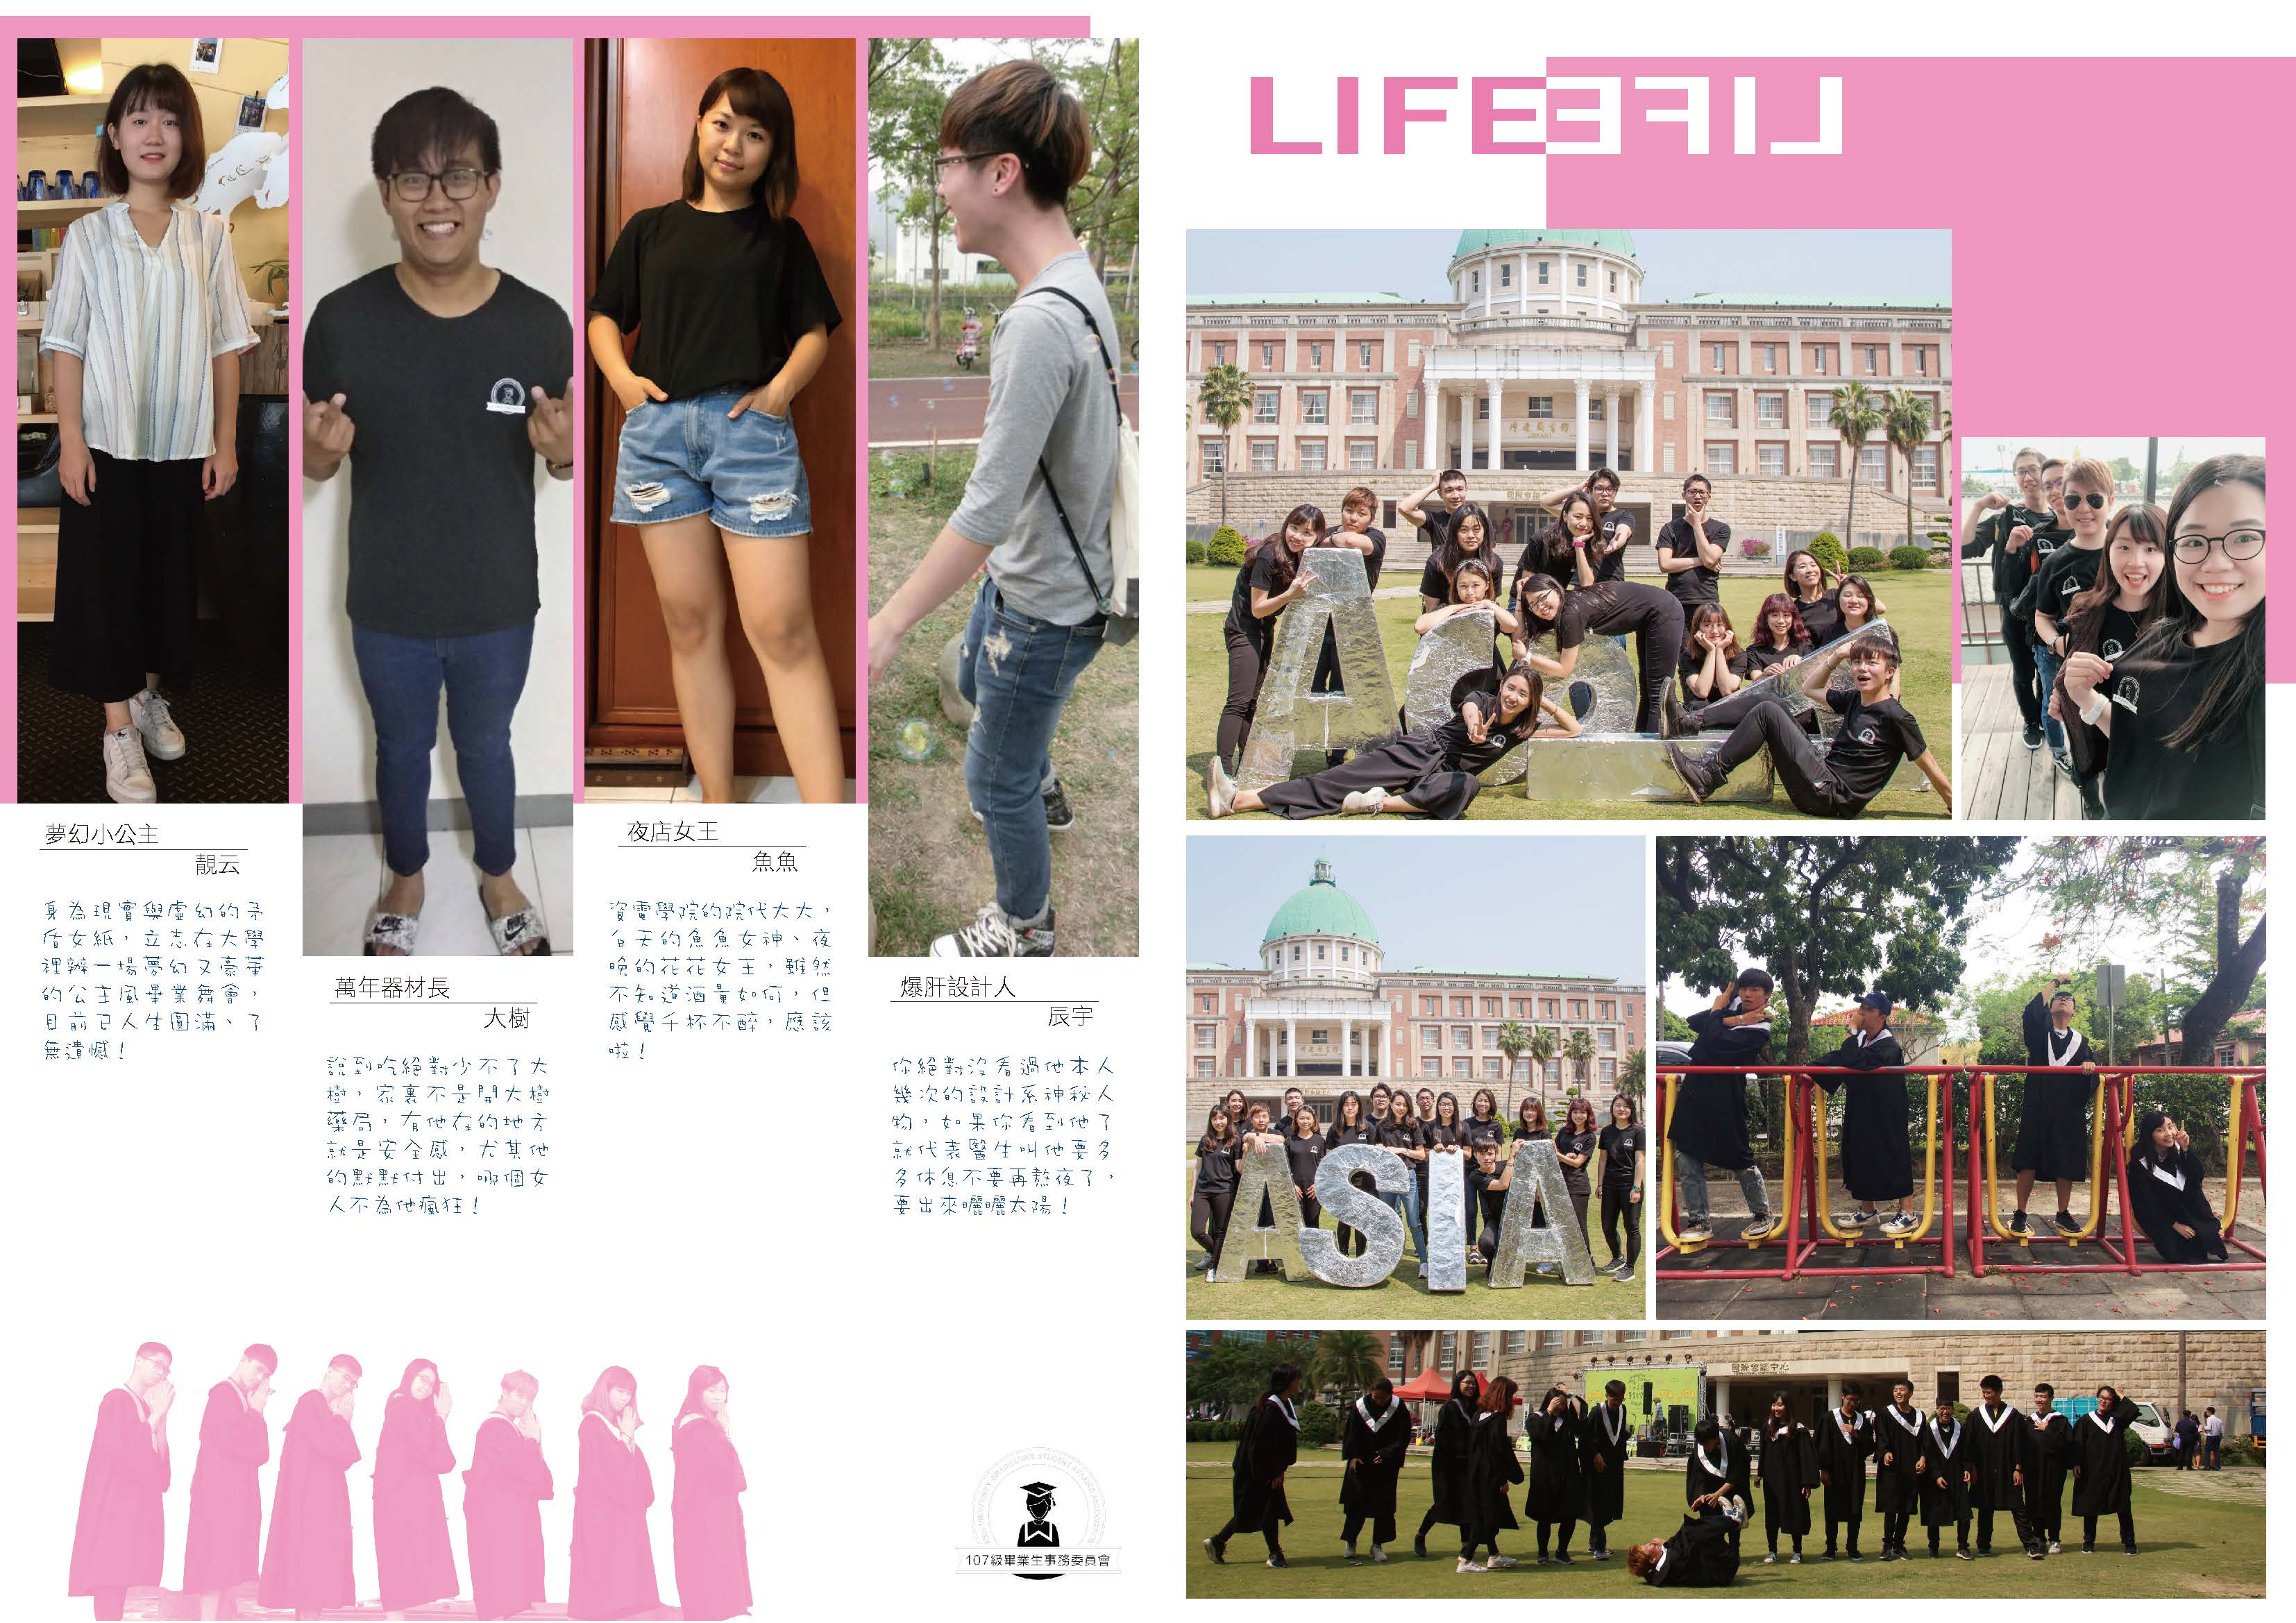 LIFE
LIFE
夢幻小公主
靚云
身為現實與虛幻的矛
盾女紙，立志在大學
裡辦一場夢幻又豪華
的公主風畢業舞會，
目前已人生圓滿、了
無遺憾！
萬年器材長
大樹
說到吃絕對少不了大
樹，家裏不是開大樹
藥局，有他在的地方
就是安全感，尤其他
的默默付出，哪個女
人不為他瘋狂！
夜店女王
魚魚
資電學院的院代大大，
白天的魚魚女神、夜
晚的花花女王，雖然
不知道酒量如何，但
感覺千杯不醉，應該
啦！
爆肝設計人
辰宇
你絕對沒看過他本人
幾次的設計系神秘人
物，如果你看到他了
就代表醫生叫他要多
多休息不要再熬夜了，
要出來曬曬太陽！
107級畢業生事務委員會
LIBRARY
國際會議中心
ASIA
ASIA
國際會議中心